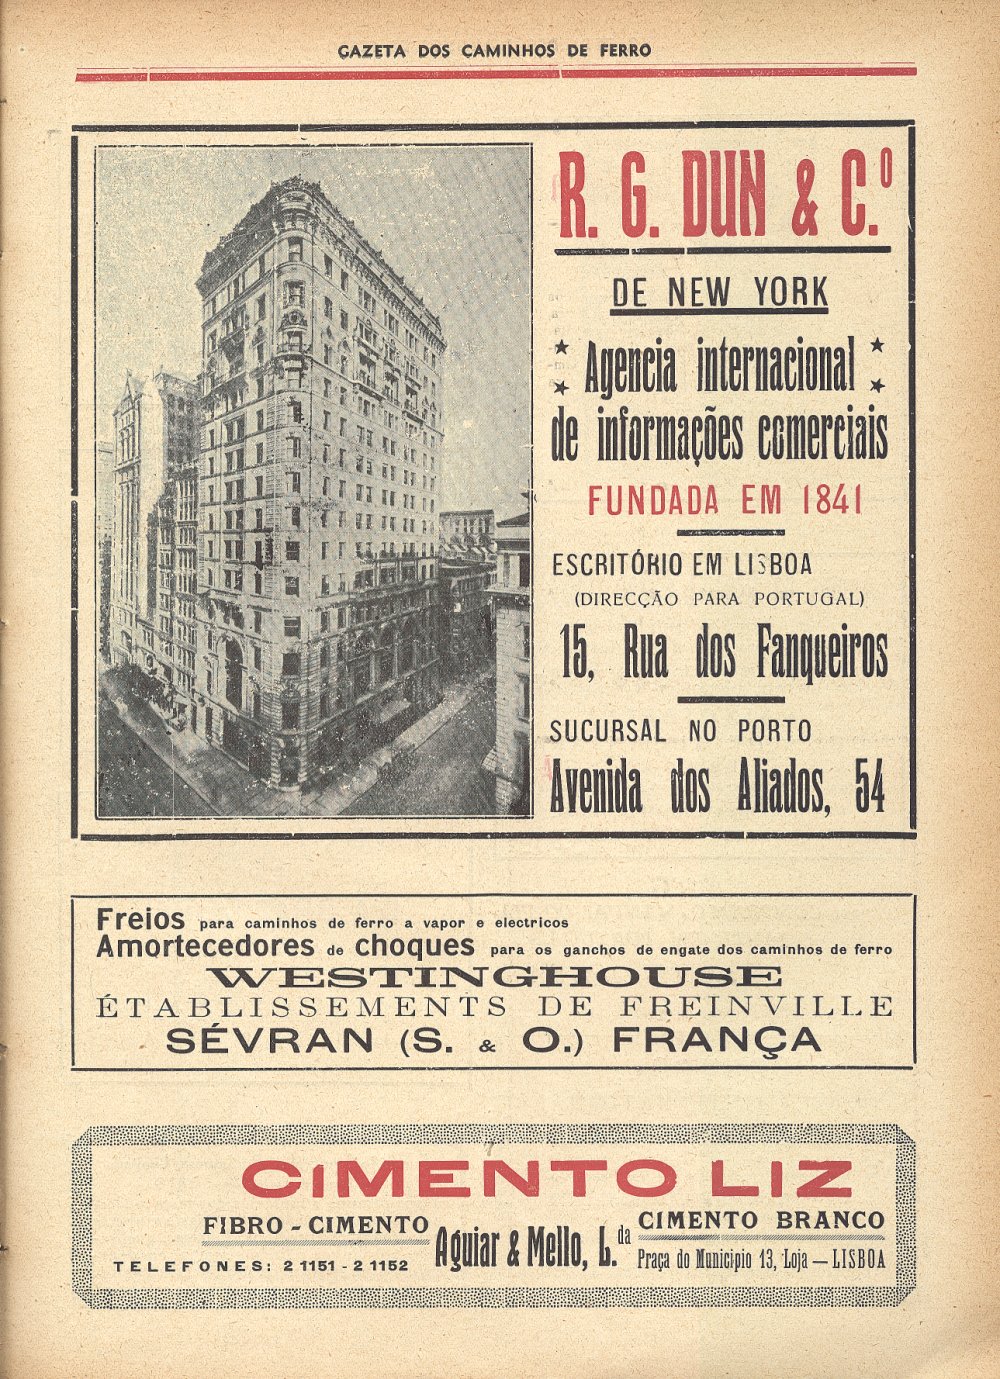 GAZETA DOS CAMINHOS DE FERRO
R. G. DUN & C.º
DE NEW YORK
Agencia internacional
de informações comerciais
FUNDADA EM 1841
ESCRITÓRIO EM LISBOA
(DIRECÇÃO PARA PORTUGAL)
15, Rua dos Fanqueiros
SUCURSAL NO PORTO
Avenida dos Aliados, 54
Freios para caminhos de ferro a vapor e electricos
Amortecedores de choques para os ganchos de engate dos caminhos de ferro
WESTINGHOUSE
ÉTABLISSEMENTS DE FREINVILLE
SÉVRAN (S. & O.) FRANÇA
CIMENTO LIZ
FIBRO - CIMENTO
TELEFONES: 2 1151 - 2 1152
Aguiar & Mello, L.da
CIMENTO BRANCO
Praça do Municipio 13, Loja — LISBOA